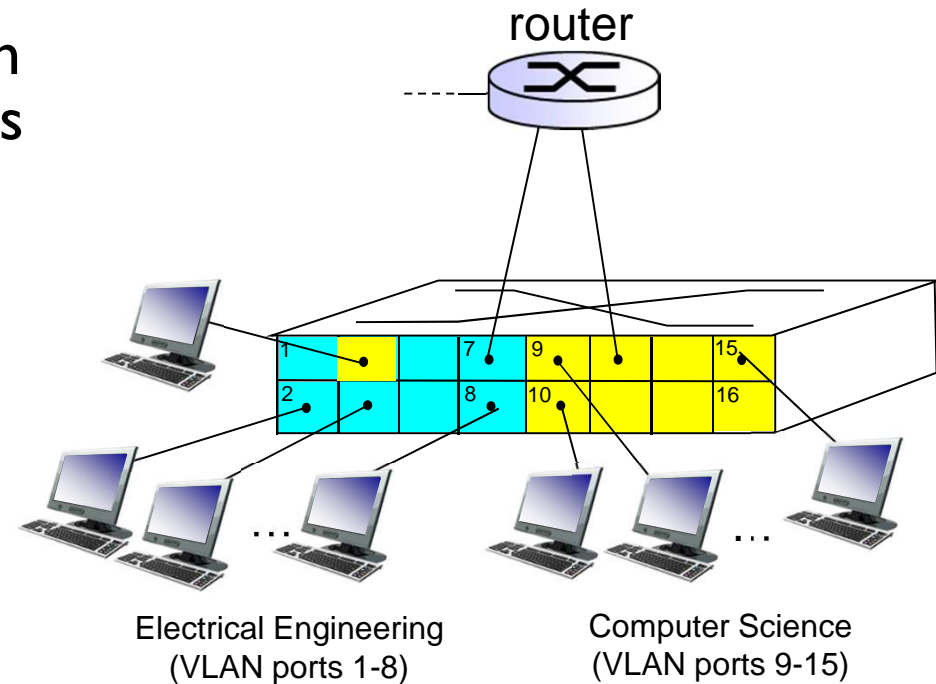 n
s
router
1
7
9
15
2
8
10
16
...
...
Electrical Engineering
(VLAN ports 1-8)
Computer Science
(VLAN ports 9-15)